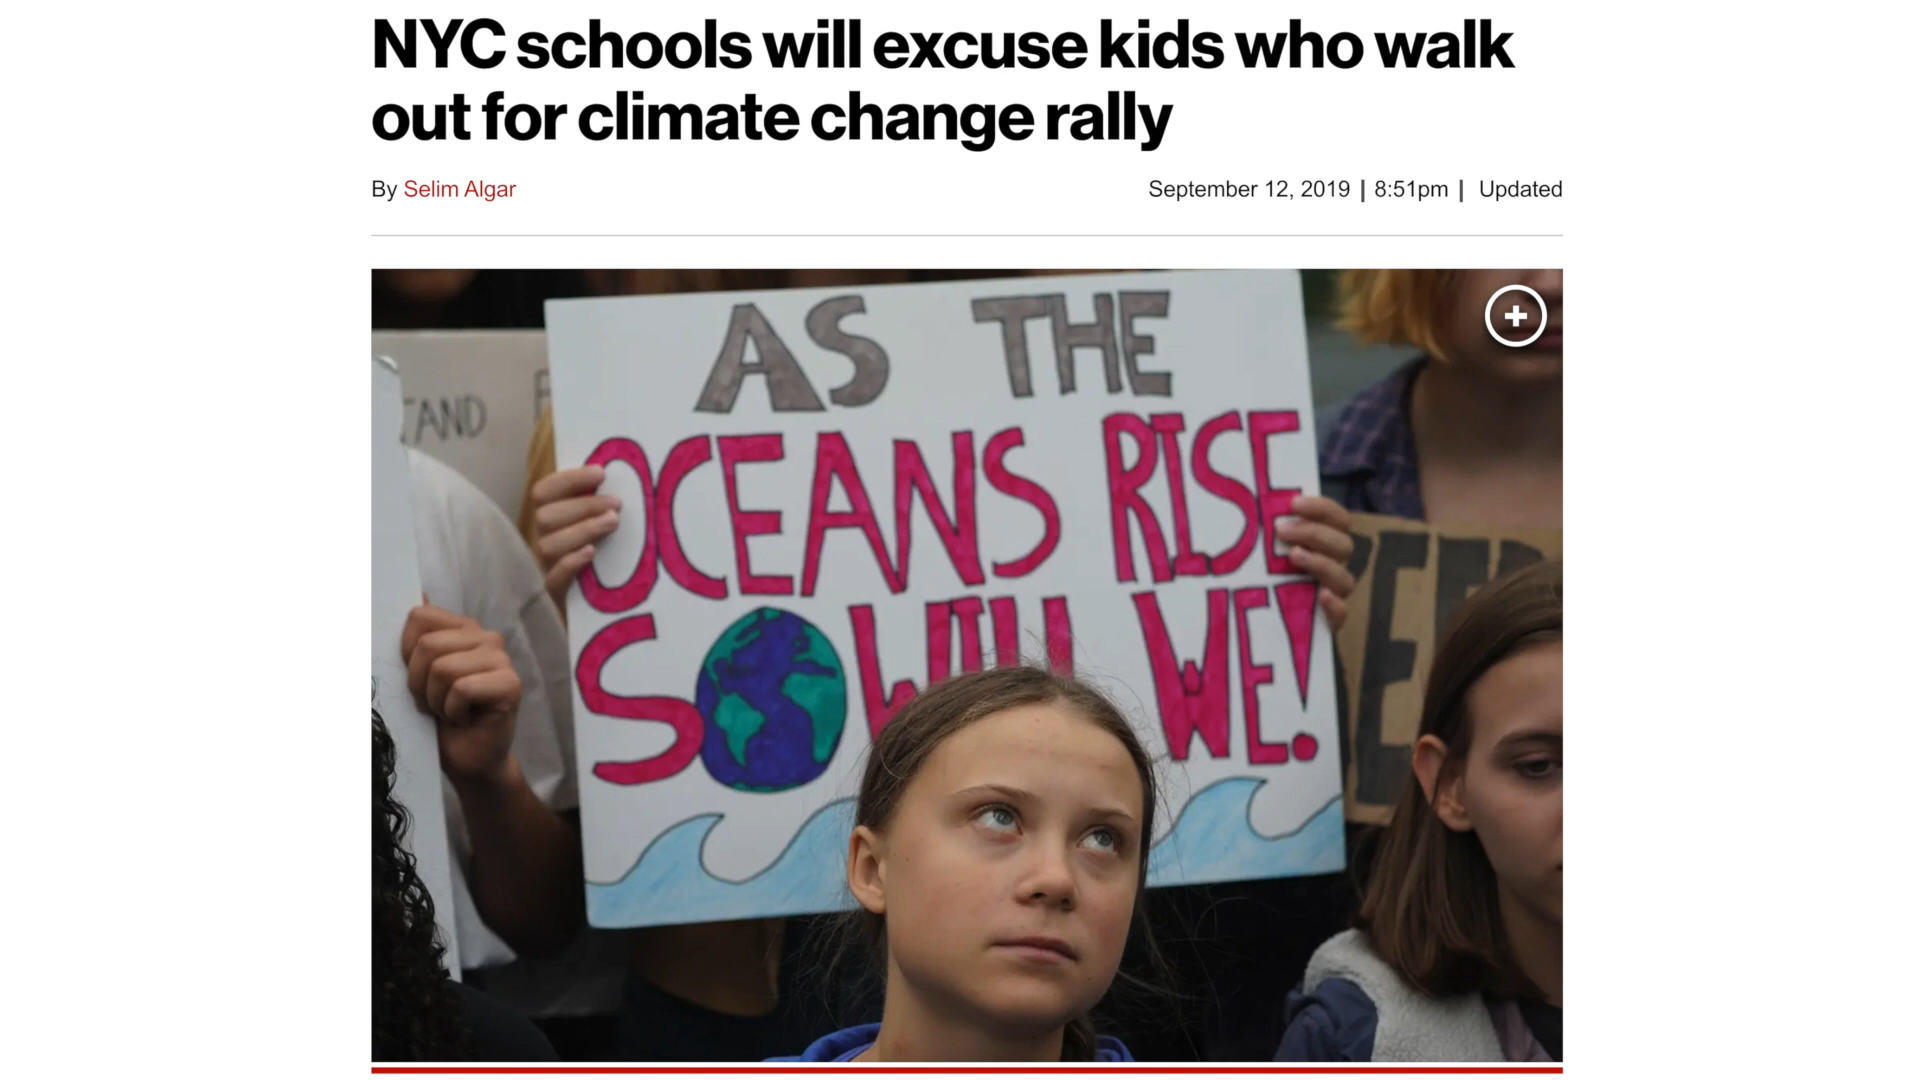 NYC schools will excuse kids who walk
out for climate change rally
By Selim Algar
September 12, 2019 | 8:51pm | Updated
AS THE
OCEANS RISE
SO WILL WE!